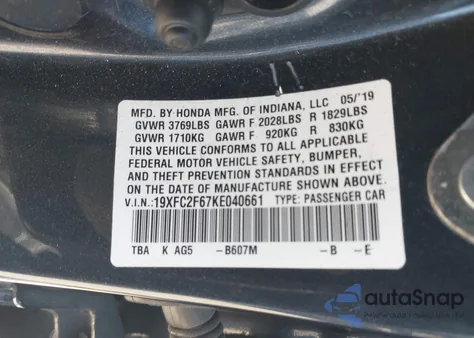 MFD. BY HONDA MFG. OF INDIANA, LLC 05/'19
GVWR 3769LBS GAWR F 2028LBS R 1829LBS
GVWR 1710KG GAWR F 920KG R 830KG
THIS VEHICLE CONFORMS TO ALL APPLICABLE
FEDERAL MOTOR VEHICLE SAFETY, BUMPER,
AND THEFT PREVENTION STANDARDS IN EFFECT
ON THE DATE OF MANUFACTURE SHOWN ABOVE.
V.I.N.:19XFC2F67KE040661 TYPE: PASSENGER CAR
TBA K AG5 -B607M -B -E
autoSnap